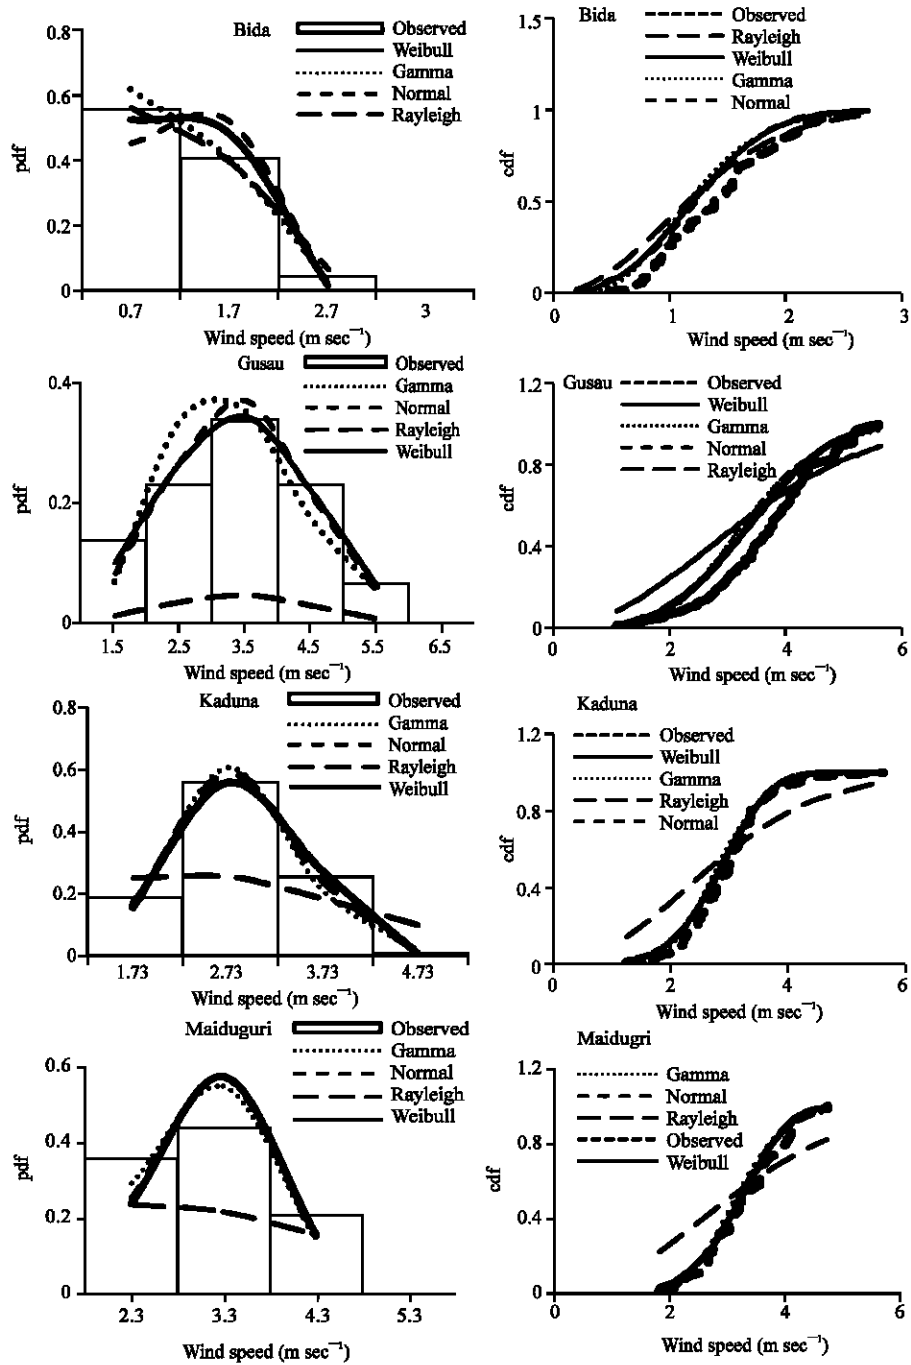 Bida
Observed
Weibull
Gamma
Normal
Rayleigh
pdf
0.8
0.6
0.4
0.2
0
0.7 1.7 2.7 3
Wind speed (m sec⁻¹)
Bida
Observed
Rayleigh
Weibull
Gamma
Normal
cdf
1.5
1
0.5
0
0 1 2 3
Wind speed (m sec⁻¹)
Gusau
Observed
Gamma
Normal
Rayleigh
Weibull
pdf
0.4
0.2
0
1.5 2.5 3.5 4.5 5.5 6.5
Wind speed (m sec⁻¹)
Gusau
Observed
Weibull
Gamma
Normal
Rayleigh
cdf
1.2
0.8
0.4
0
0 2 4 6
Wind speed (m sec⁻¹)
Kaduna
Observed
Gamma
Normal
Rayleigh
Weibull
pdf
0.8
0.6
0.4
0.2
0
1.73 2.73 3.73 4.73
Wind speed (m sec⁻¹)
Kaduna
Observed
Weibull
Gamma
Rayleigh
Normal
cdf
1.2
0.8
0.4
0
0 2 4 6
Wind speed (m sec⁻¹)
Maiduguri
Observed
Gamma
Normal
Rayleigh
Weibull
pdf
0.6
0.4
0.2
0
2.3 3.3 4.3 5.3
Wind speed (m sec⁻¹)
Maidugri
Gamma
Normal
Rayleigh
Observed
Weibull
cdf
1.2
0.8
0.4
0
0 2 4 6
Wind speed (m sec⁻¹)